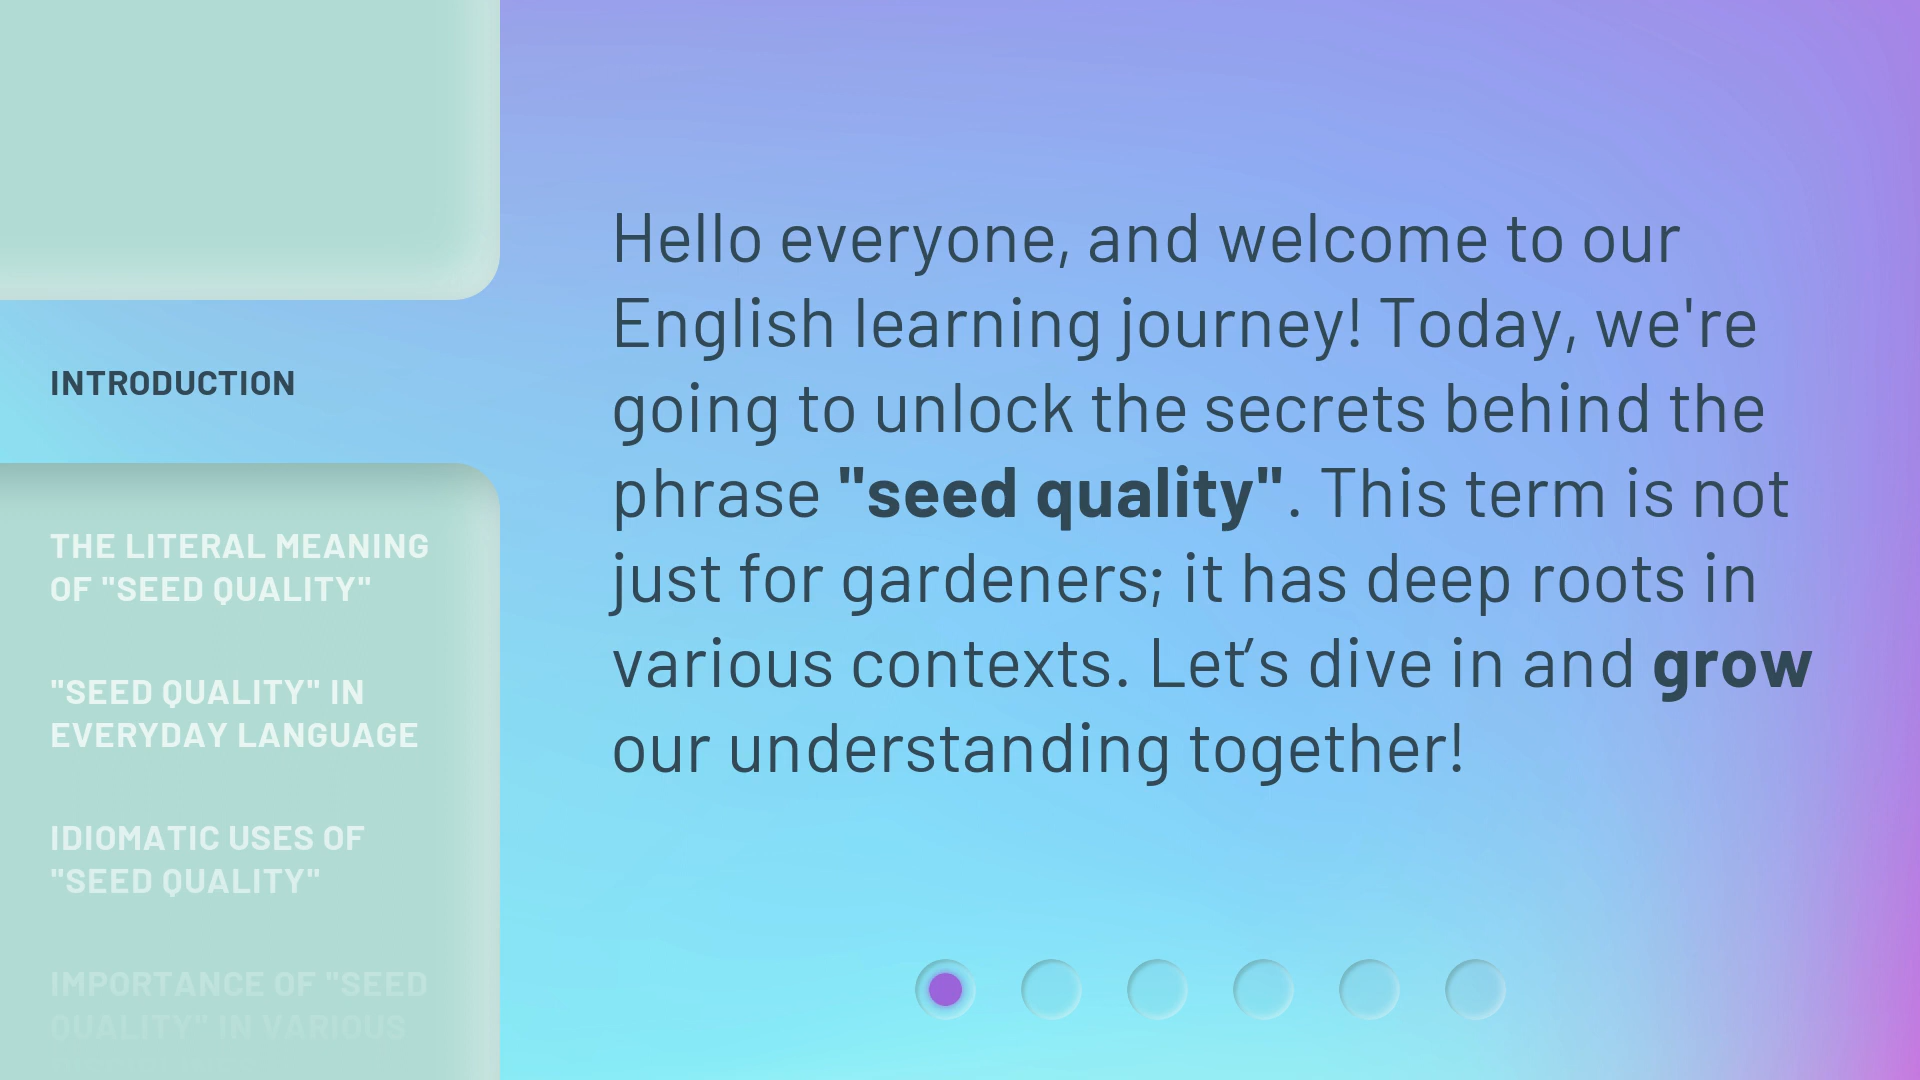 INTRODUCTION
THE LITERAL MEANING
OF "SEED QUALITY"
"SEED QUALITY" IN
EVERYDAY LANGUAGE
IDIOMATIC USES OF
"SEED QUALITY"
IMPORTANCE OF "SEED
QUALITY" IN VARIOUS
Hello everyone, and welcome to our
English learning journey! Today, we're
going to unlock the secrets behind the
phrase "seed quality". This term is not
just for gardeners; it has deep roots in
various contexts. Let’s dive in and grow
our understanding together!